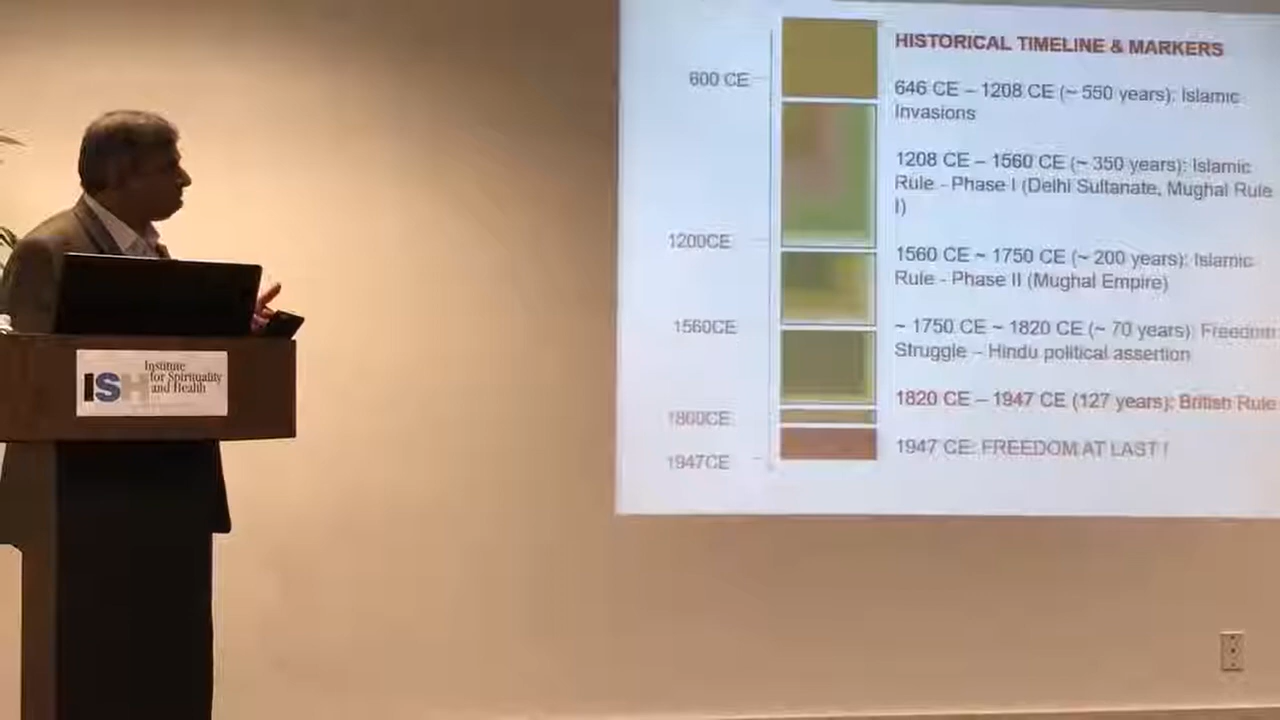 HISTORICAL TIMELINE & MARKERS
600 CE
646 CE – 1208 CE (~ 550 years): Islamic
Invasions
1208 CE – 1560 CE (~ 350 years): Islamic
Rule - Phase I (Delhi Sultanate, Mughal Rule
I)
1200CE
1560 CE ~ 1750 CE (~ 200 years): Islamic
Rule - Phase II (Mughal Empire)
1560CE
~ 1750 CE ~ 1820 CE (~ 70 years): Freedom
Struggle – Hindu political assertion
1820 CE – 1947 CE (127 years): British Rule
1860CE
1947 CE: FREEDOM AT LAST !
1947CE
ISH
Institute
for Spirituality
and Health